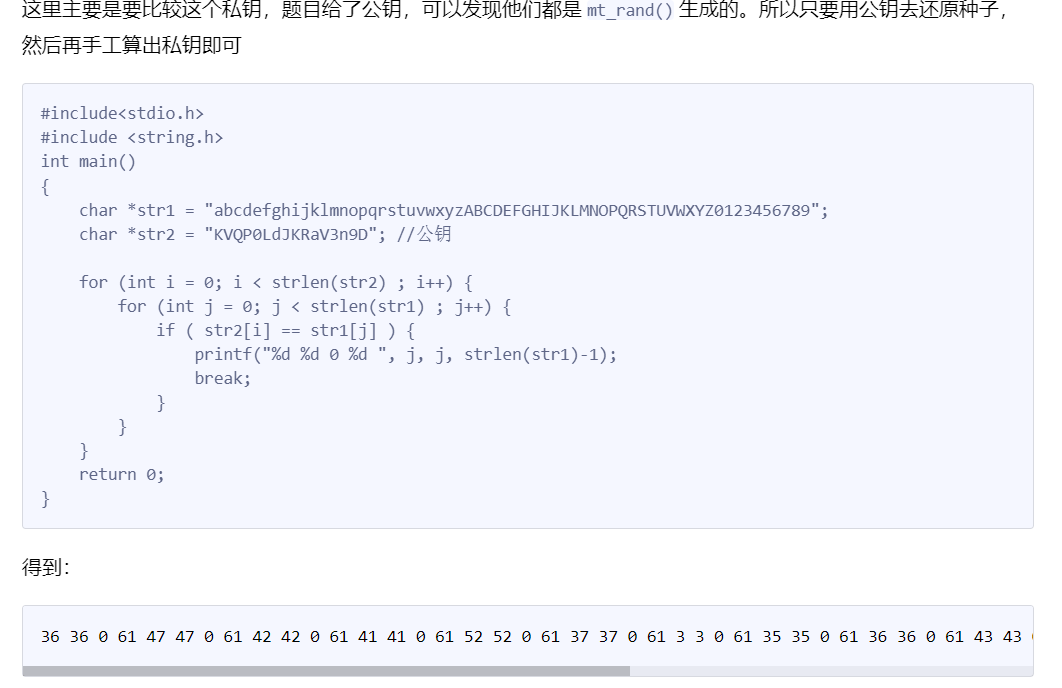 这里主要是要比较这个私钥，题目给了公钥，可以发现他们都是 mt_rand() 生成的。所以只要用公钥去还原种子，
然后再手工算出私钥即可
#include<stdio.h>
#include <string.h>
int main()
{
    char *str1 = "abcdefghijklmnopqrstuvwxyzABCDEFGHIJKLMNOPQRSTUVWXYZ0123456789";
    char *str2 = "KVQP0LdJKRaV3n9D"; //公钥
    for (int i = 0; i < strlen(str2) ; i++) {
        for (int j = 0; j < strlen(str1) ; j++) {
            if ( str2[i] == str1[j] ) {
                printf("%d %d 0 %d ", j, j, strlen(str1)-1);
                break;
            }
        }
    }
    return 0;
}
得到：
36 36 0 61 47 47 0 61 42 42 0 61 41 41 0 61 52 52 0 61 37 37 0 61 3 3 0 61 35 35 0 61 36 36 0 61 43 43